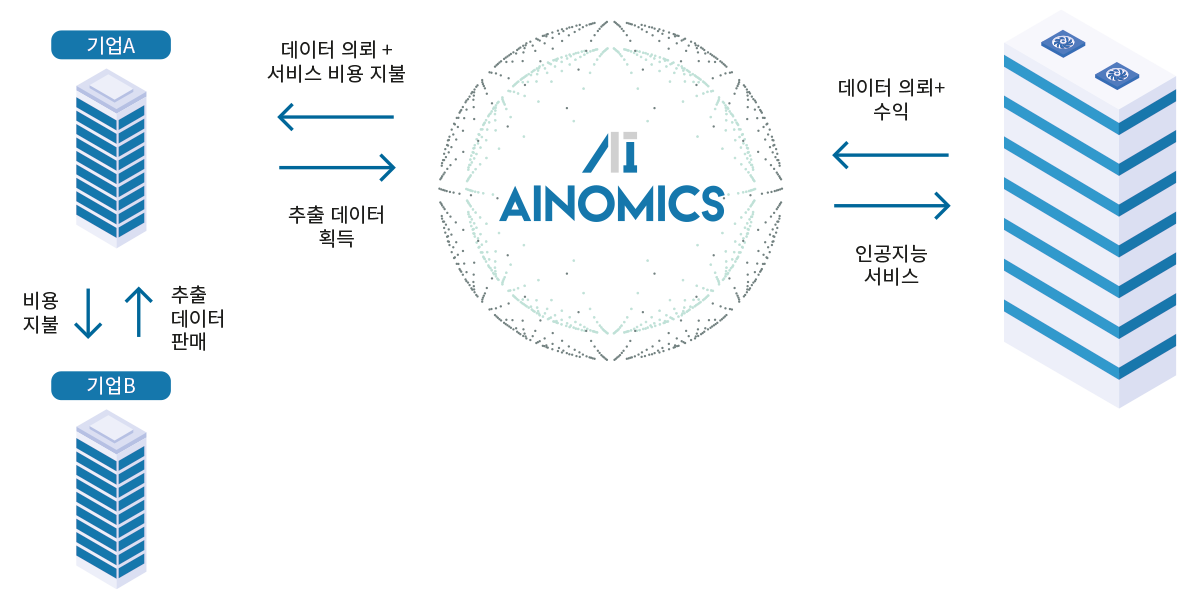 기업A
데이터 의뢰 +
서비스 비용 지불
추출 데이터
획득
AINOMICS
데이터 의뢰+
수익
인공지능
서비스
비용
지불
추출
데이터
판매
기업B